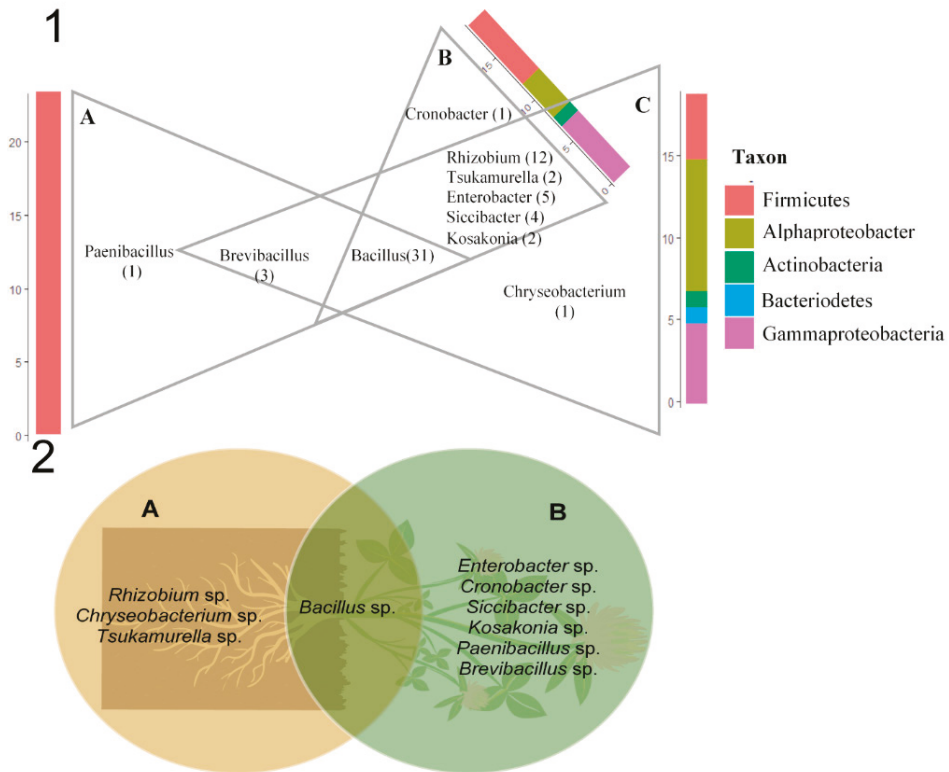 1
A
B
C
20
15
10
5
0
15
10
5
0
15
10
5
0
Cronobacter (1)
Rhizobium (12)
Tsukamurella (2)
Enterobacter (5)
Siccibacter (4)
Kosakonia (2)
Paenibacillus
(1)
Brevibacillus
(3)
Bacillus(31)
Chryseobacterium
(1)
Taxon
Firmicutes
Alphaproteobacter
Actinobacteria
Bacteriodetes
Gammaproteobacteria
2
A
B
Rhizobium sp.
Chryseobacterium sp.
Tsukamurella sp.
Bacillus sp.
Enterobacter sp.
Cronobacter sp.
Siccibacter sp.
Kosakonia sp.
Paenibacillus sp.
Brevibacillus sp.